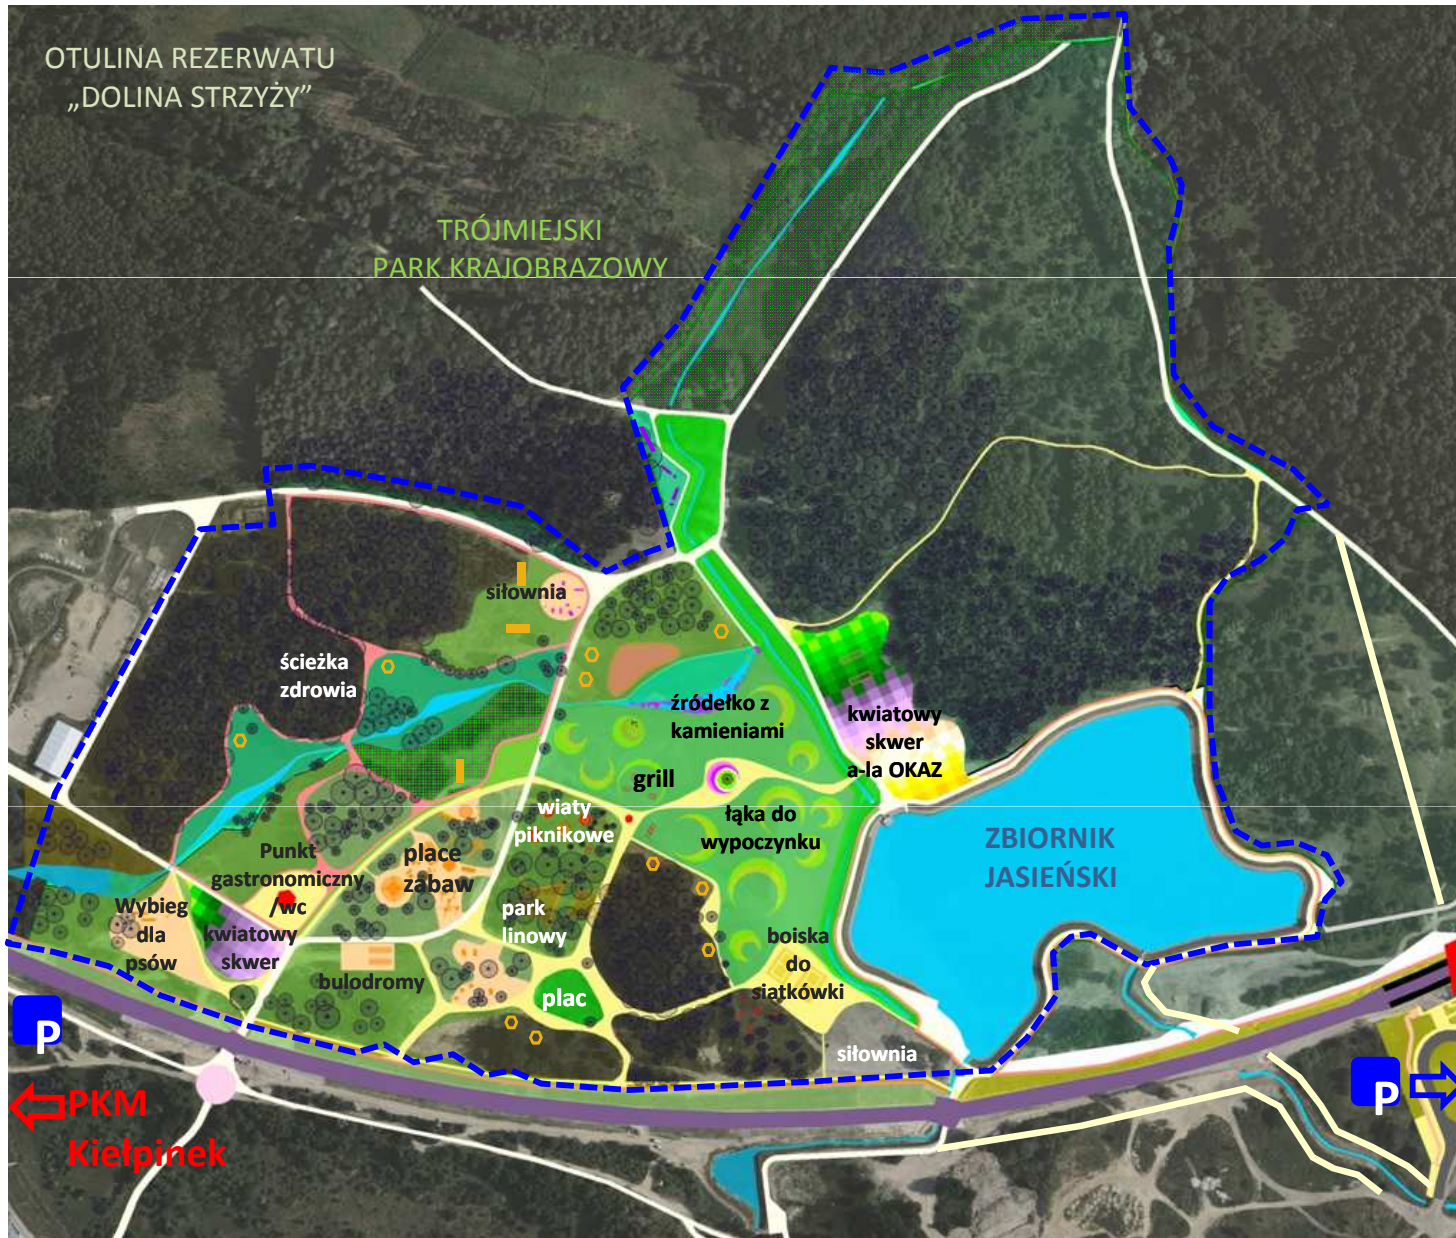 OTULINA REZERWATU
„DOLINA STRZYŻY”
TRÓJMIEJSKI
PARK KRAJOBRAZOWY
siłownia
ścieżka
zdrowia
źródełko z
kamieniami
kwiatowy
skwer
a-la OKAZ
grill
wiaty
piknikowe
łąka do
wypoczynku
ZBIORNIK
JASIEŃSKI
Punkt
gastronomiczny
/wc
place
zabaw
park
linowy
Wybieg
dla
psów
kwiatowy
skwer
bulodromy
plac
boiska
do
siatkówki
siłownia
P
P
PKM
Kiełpinek